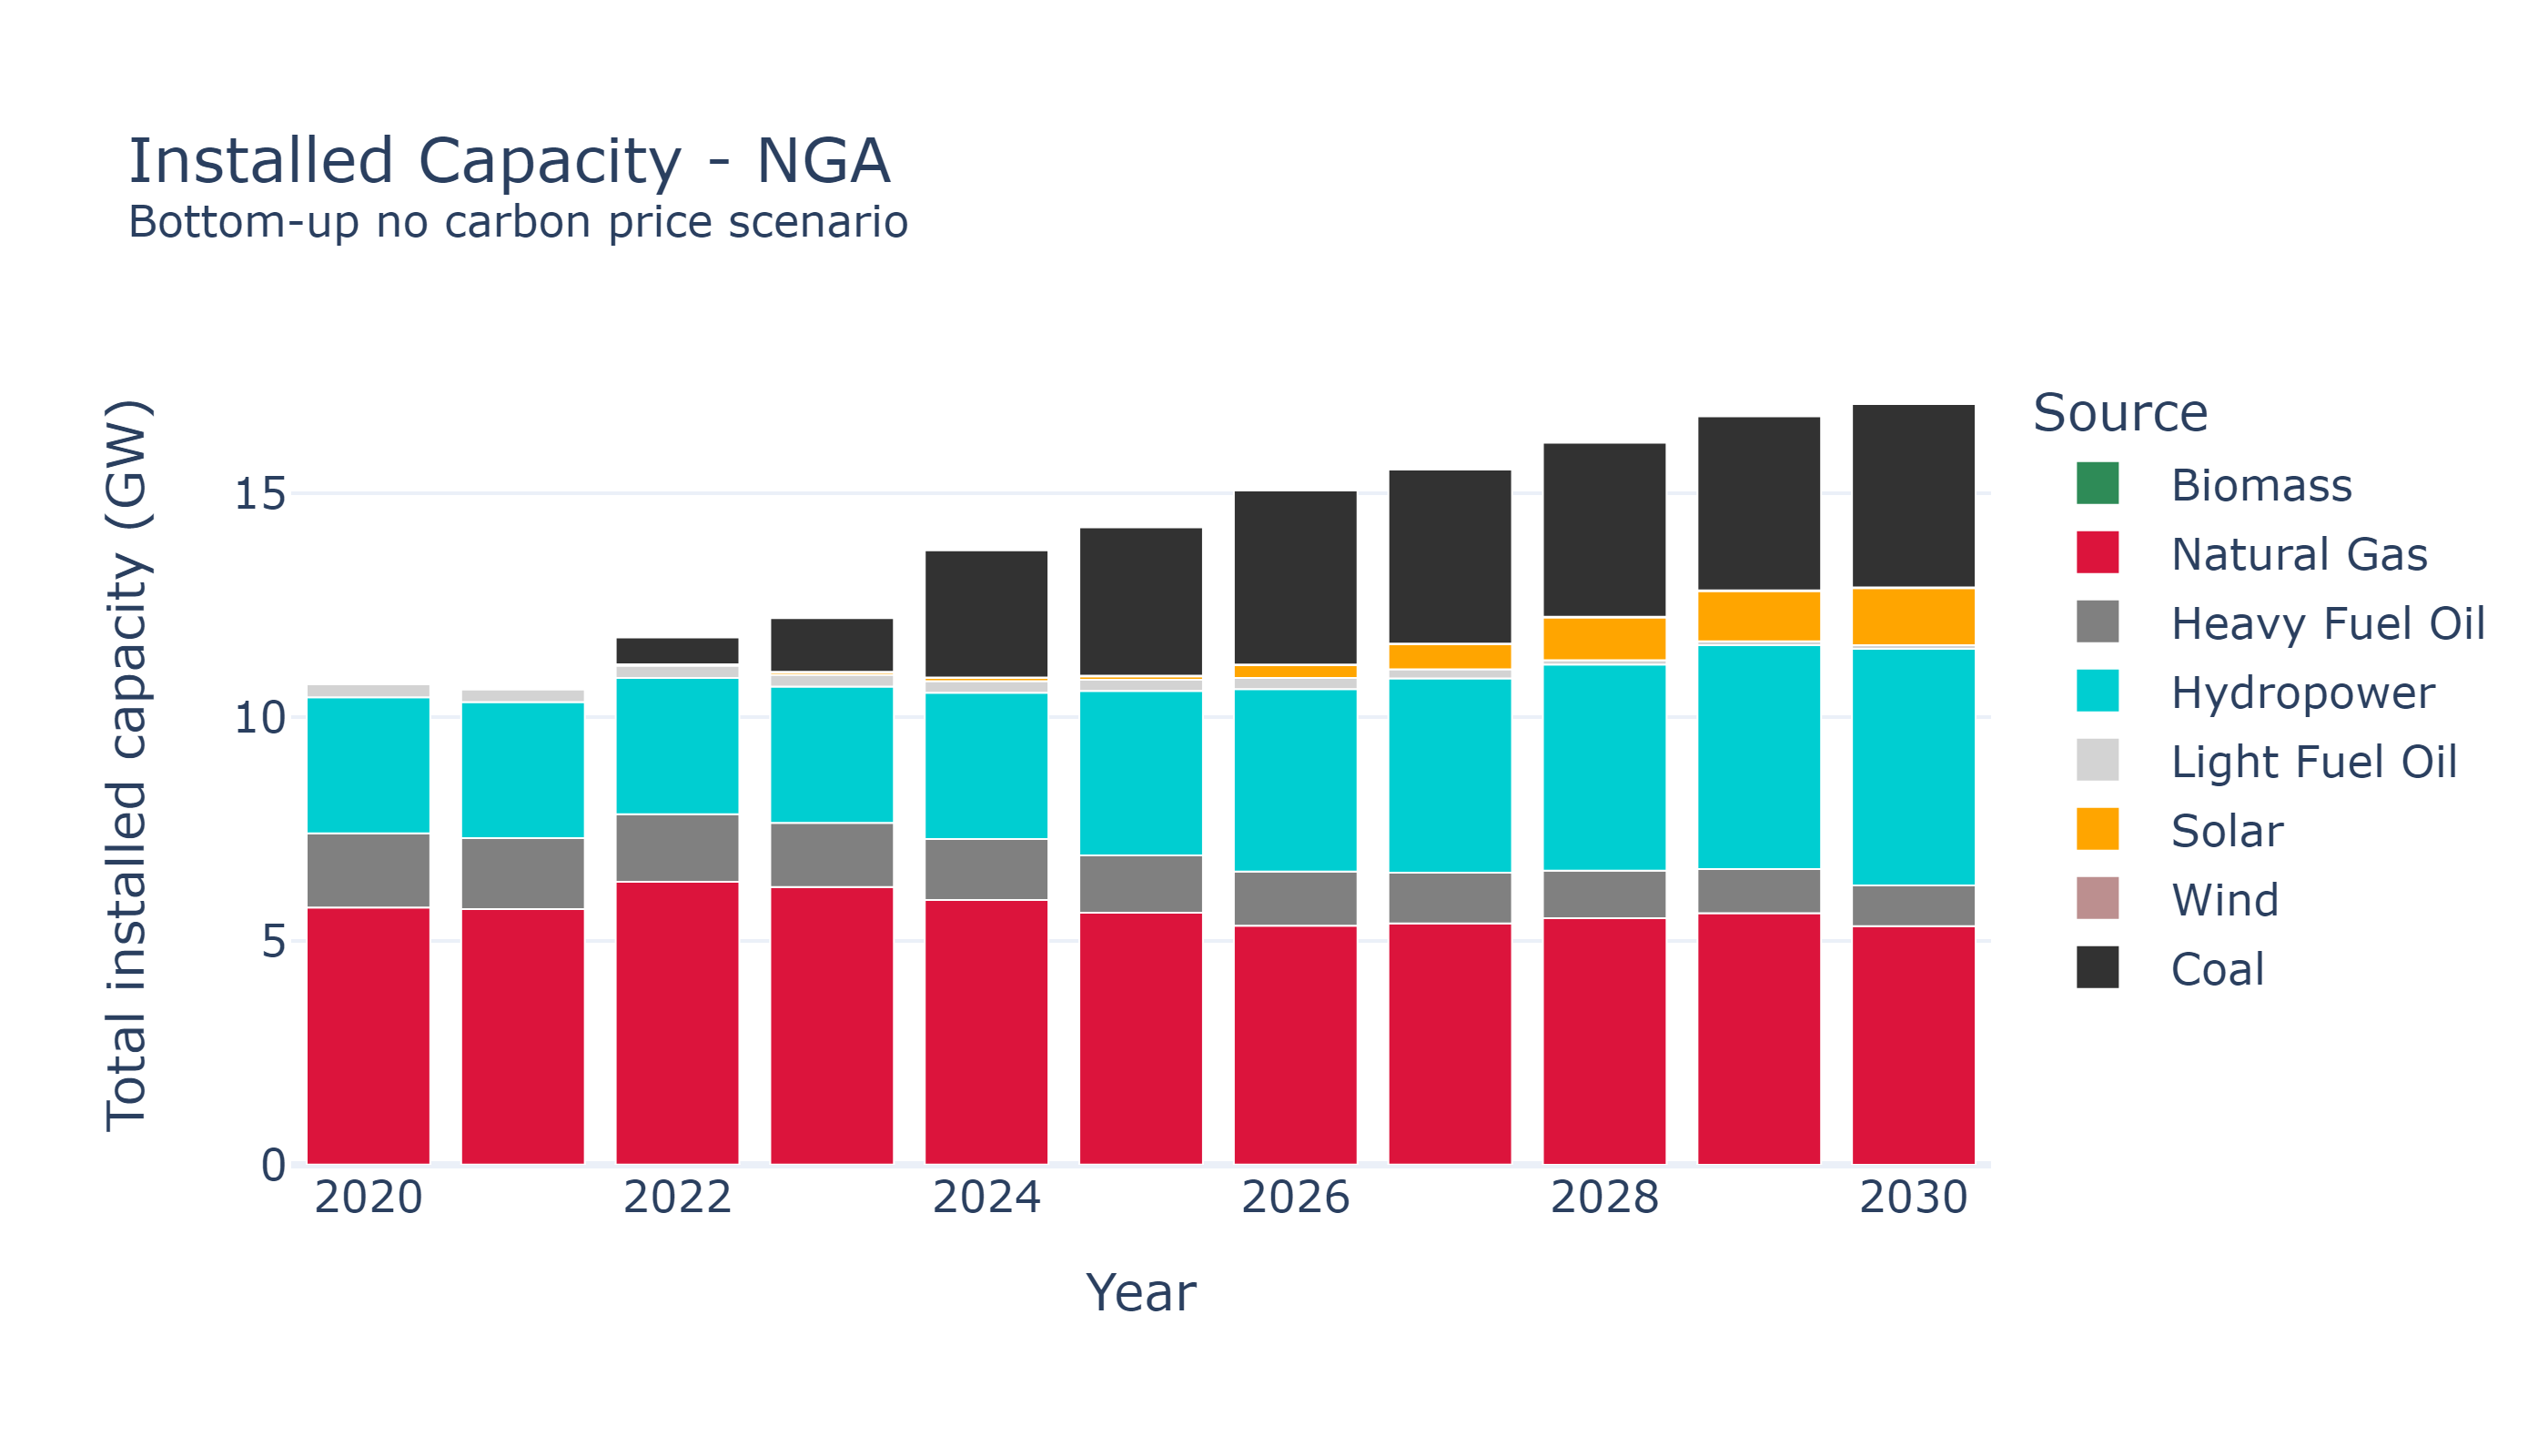 Installed Capacity - NGA
Bottom-up no carbon price scenario
Total installed capacity (GW)
15
10
5
0
2020
2022
2024
2026
2028
2030
Year
Source
Biomass
Natural Gas
Heavy Fuel Oil
Hydropower
Light Fuel Oil
Solar
Wind
Coal